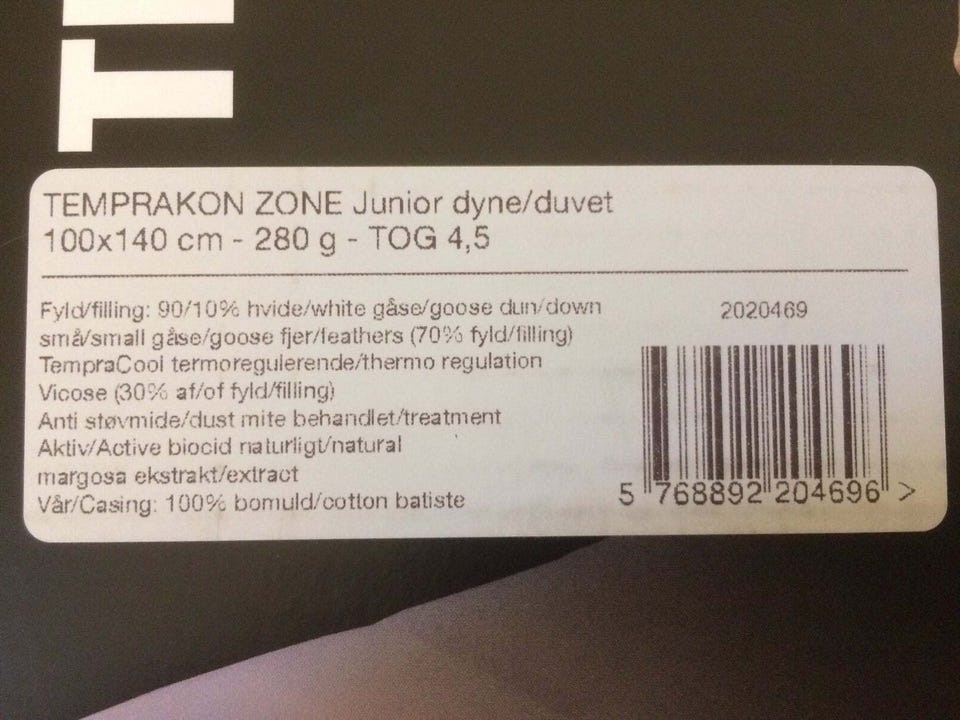 T
TEMPRAKON ZONE Junior dyne/duvet
100x140 cm - 280 g - TOG 4,5
Fyld/filling: 90/10% hvide/white gåse/goose dun/down
små/small gåse/goose fjer/feathers (70% fyld/filling)
TempraCool termoregulerende/thermo regulation
Vicose (30% af/of fyld/filling)
Anti støvmide/dust mite behandlet/treatment
Aktiv/Active biocid naturligt/natural
margosa ekstrakt/extract
Vår/Casing: 100% bomuld/cotton batiste
2020469
5 768892 204696 >